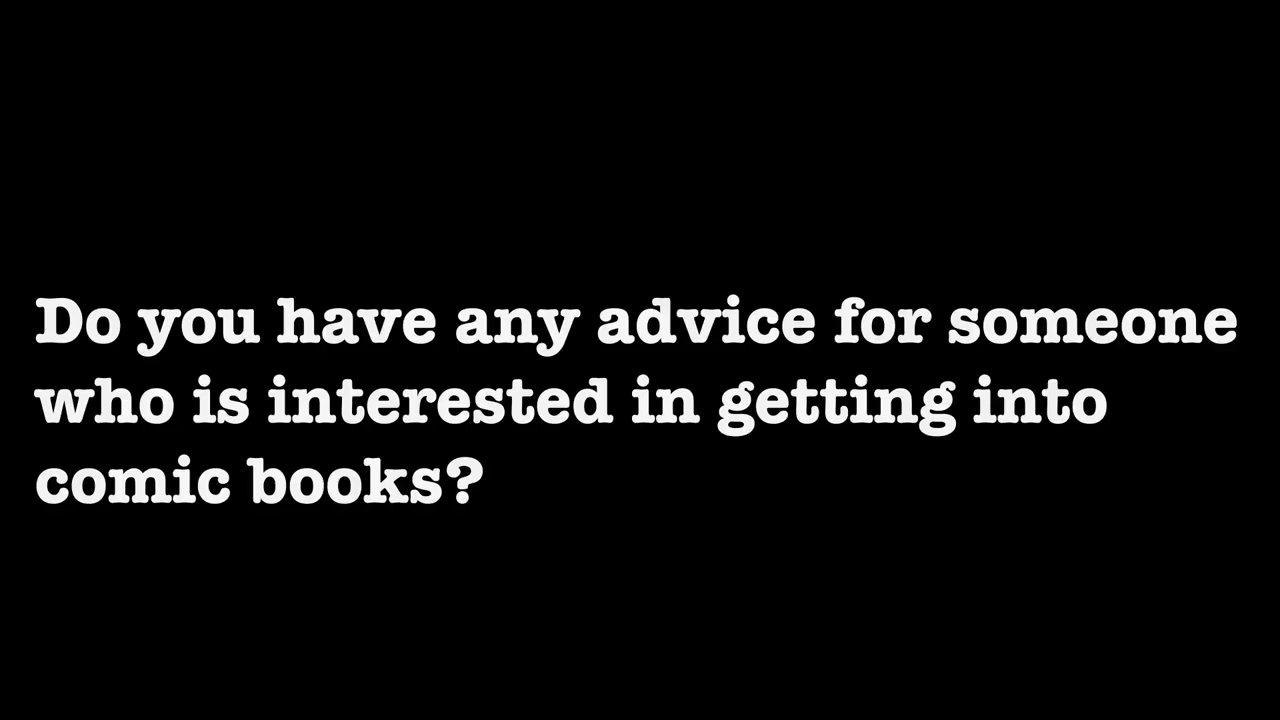 Do you have any advice for someone
who is interested in getting into
comic books?